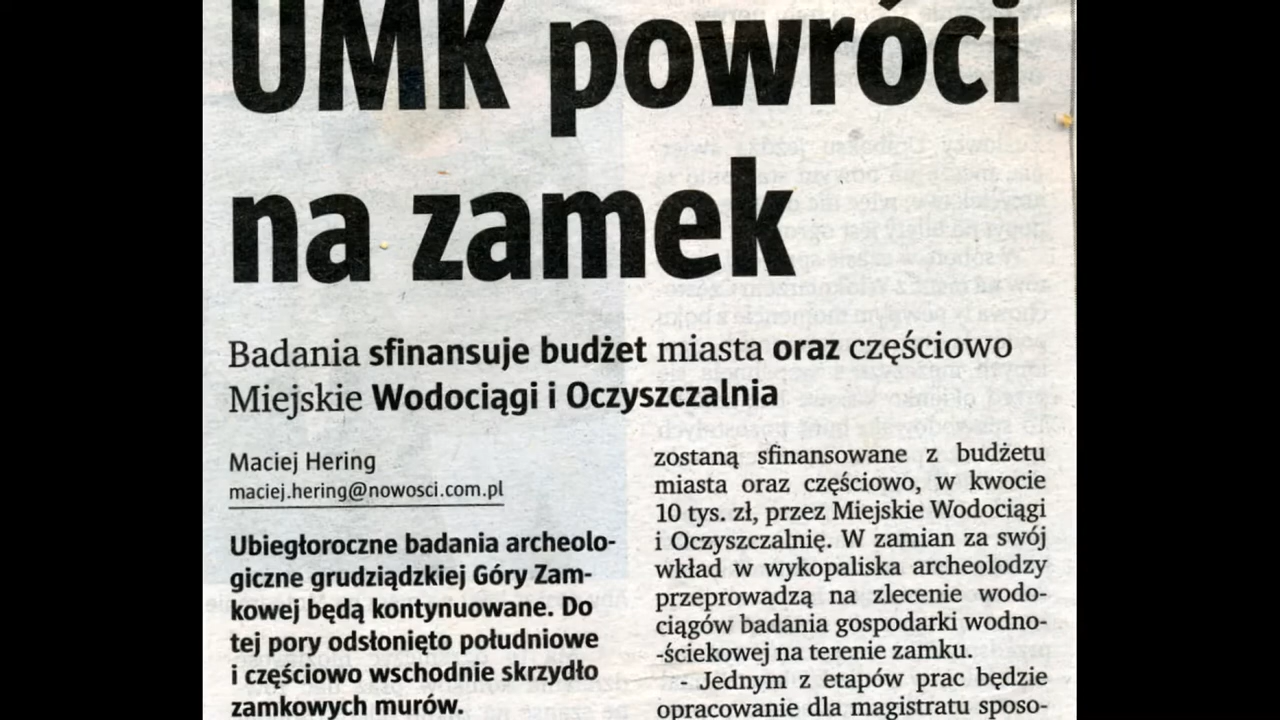 UMK powróci
na zamek
Badania sfinansuje budżet miasta oraz częściowo
Miejskie Wodociągi i Oczyszczalnia
Maciej Hering
maciej.hering@nowosci.com.pl
Ubiegłoroczne badania archeolo-
giczne grudziądzkiej Góry Zam-
kowej będą kontynuowane. Do
tej pory odsłonięto południowe
i częściowo wschodnie skrzydło
zamkowych murów.
zostaną sfinansowane z budżetu
miasta oraz częściowo, w kwocie
10 tys. zł, przez Miejskie Wodociągi
i Oczyszczalnię. W zamian za swój
wkład w wykopaliska archeolodzy
przeprowadzą na zlecenie wodo-
ciągów badania gospodarki wodno-
-ściekowej na terenie zamku.
- Jednym z etapów prac będzie
opracowanie dla magistratu sposo-